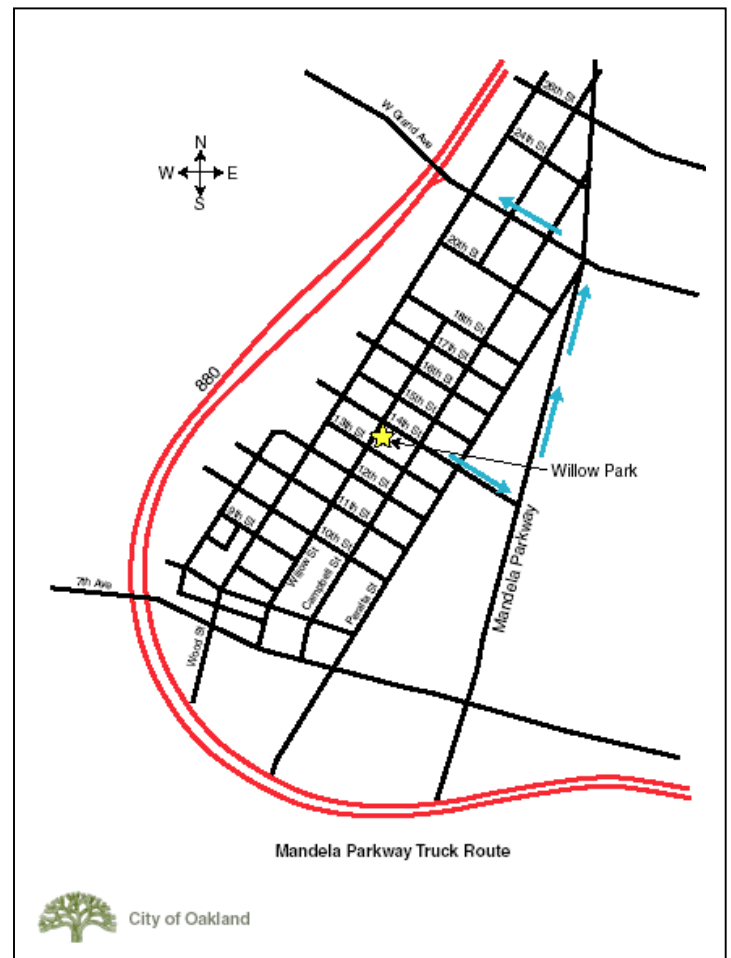 26th St
W Grand Ave
24th St
N
W
E
S
20th St
18th St
17th St
16th St
880
15th St
14th St
13th St
Willow Park
12th St
11th St
9th St
10th St
Willow St
Campbell St
Mandela Parkway
7th Ave
Peralta St
Wood St
Mandela Parkway Truck Route
City of Oakland